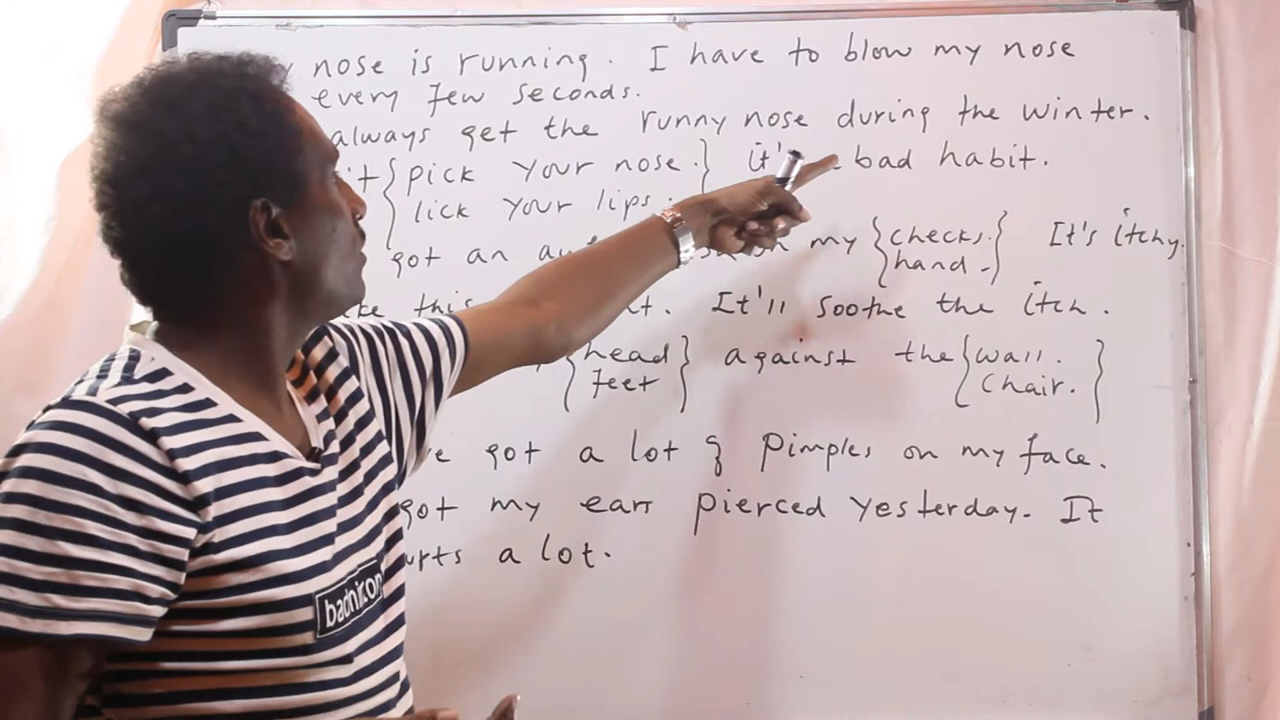 nose is running. I have to blow my nose
every few seconds.
always get the runny nose during the winter.
{ pick your nose. } it's bad habit.
lick your lips.
got an my { checks. } It's itchy.
hand.
this It'll soothe the itch.
{ head } against the { wall. }
feet chair.
got a lot of pimples on my face.
got my earr pierced yesterday. It
a lot.